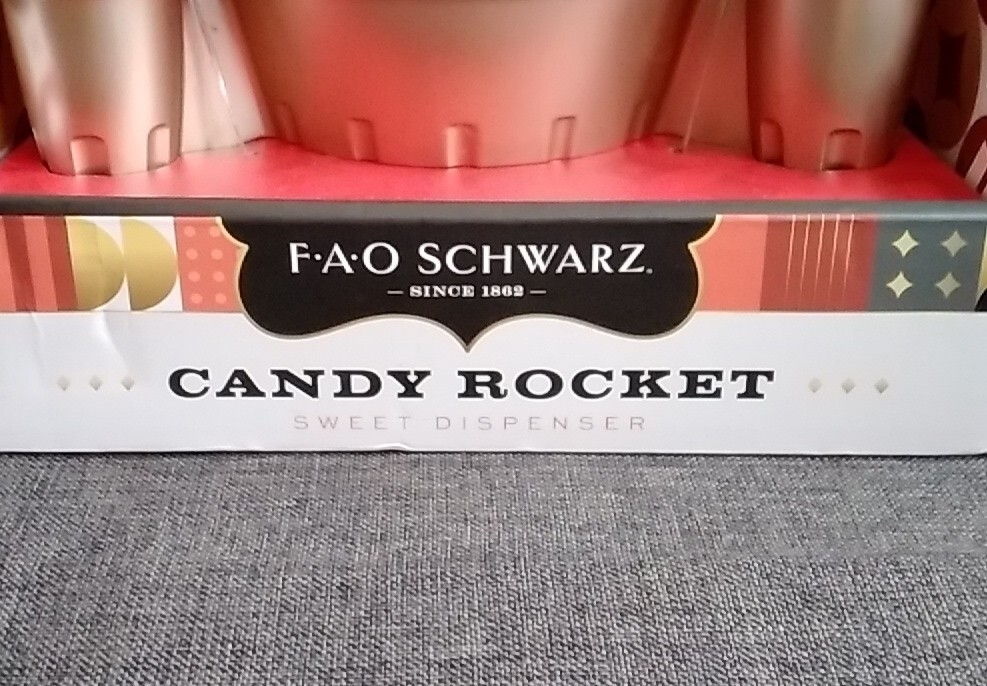 F·A·O SCHWARZ®
— SINCE 1862 —
CANDY ROCKET
SWEET DISPENSER